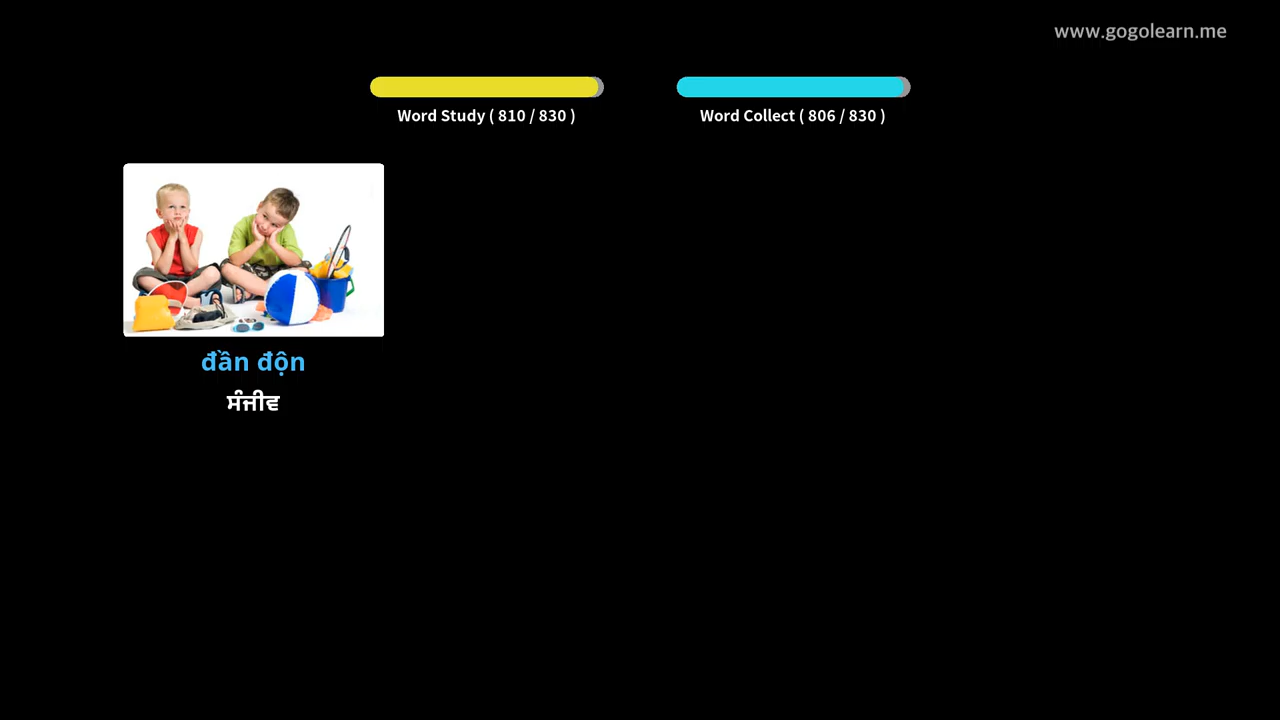 www.gogolearn.me
Word Study ( 810 / 830 )
Word Collect ( 806 / 830 )
đần độn
ਸੰਜੀਵ